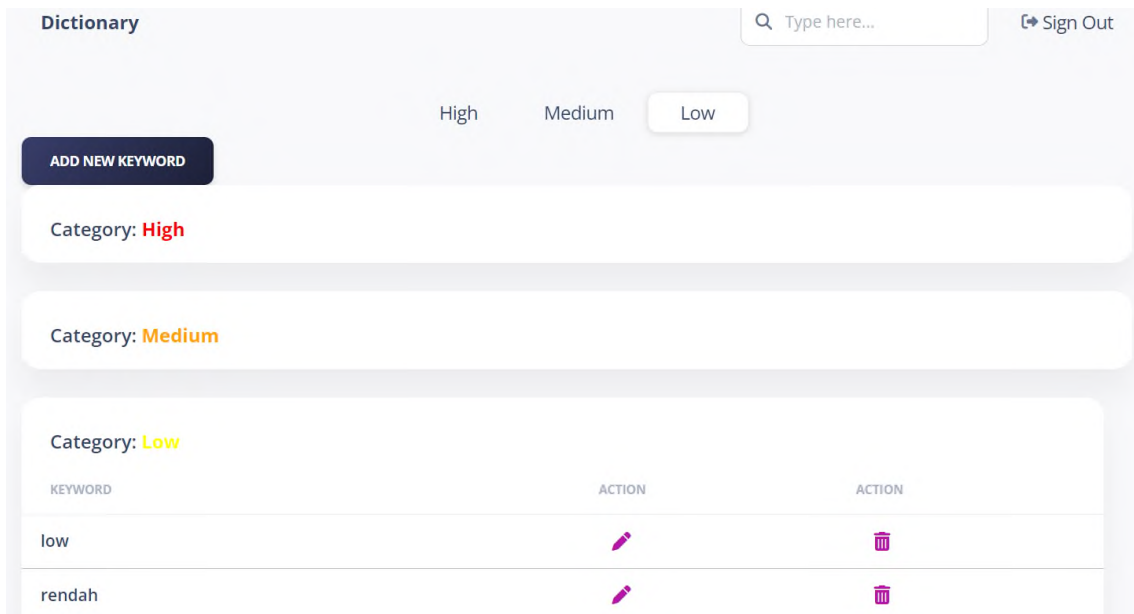 Dictionary
Type here...
Sign Out
High
Medium
Low
ADD NEW KEYWORD
Category: High
Category: Medium
Category: Low
KEYWORD ACTION ACTION
low
rendah